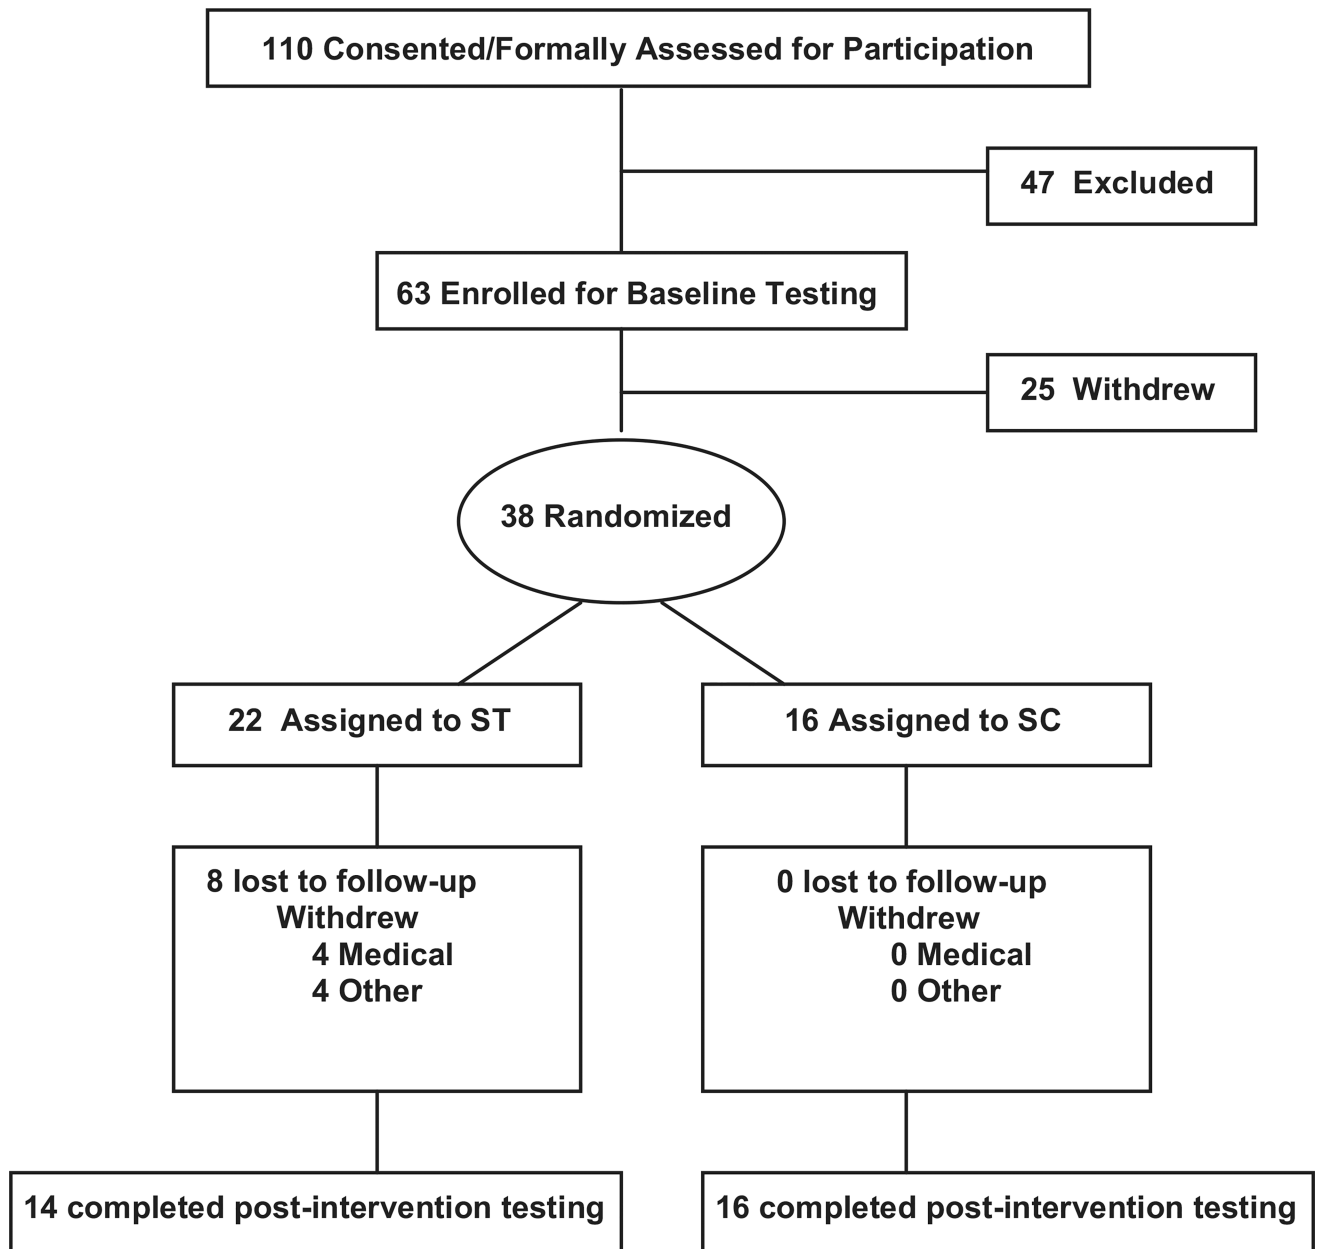 110 Consented/Formally Assessed for Participation
47 Excluded
63 Enrolled for Baseline Testing
25 Withdrew
38 Randomized
22 Assigned to ST
16 Assigned to SC
8 lost to follow-up
Withdrew
4 Medical
4 Other
0 lost to follow-up
Withdrew
0 Medical
0 Other
14 completed post-intervention testing
16 completed post-intervention testing